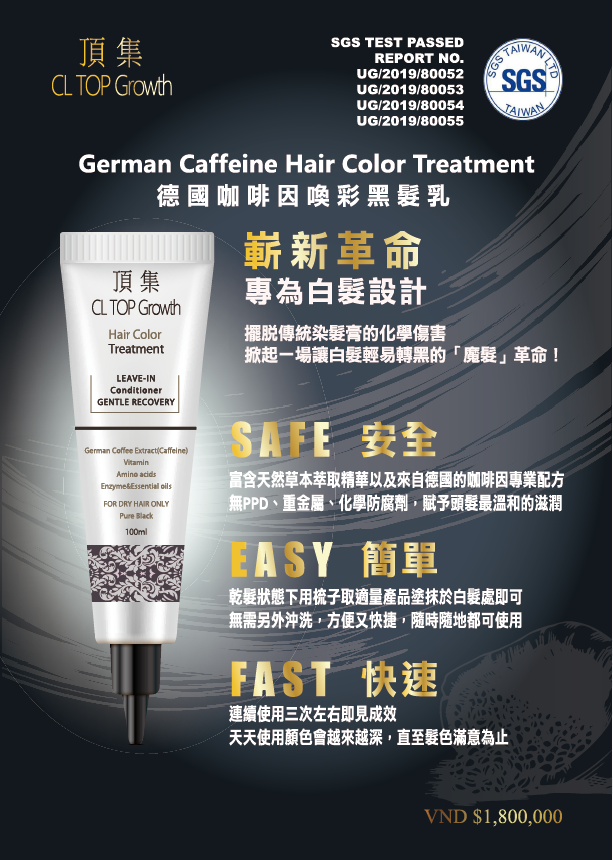 頂集
CL TOP Growth
SGS TEST PASSED
REPORT NO.
UG/2019/80052
UG/2019/80053
UG/2019/80054
UG/2019/80055
SGS TAIWAN LTD
SGS
TAIWAN
German Caffeine Hair Color Treatment
德國咖啡因喚彩黑髮乳
頂集
CL TOP Growth
Hair Color
Treatment
LEAVE-IN
Conditioner
GENTLE RECOVERY
German Coffee Extract(Caffeine)
Vitamin
Amino acids
Enzyme&Essential oils
FOR DRY HAIR ONLY
Pure Black
100ml
嶄新革命
專為白髮設計
擺脱傳統染髮膏的化學傷害
掀起一場讓白髮輕易轉黑的「魔髮」革命！
SAFE 安全
富含天然草本萃取精華以及來自德國的咖啡因專業配方
無PPD、重金屬、化學防腐劑，賦予頭髮最溫和的滋潤
EASY 簡單
乾髮狀態下用梳子取適量產品塗抹於白髮處即可
無需另外沖洗，方便又快捷，隨時隨地都可使用
FAST 快速
連續使用三次左右即見成效
天天使用顏色會越來越深，直至髮色滿意為止
VND $1,800,000